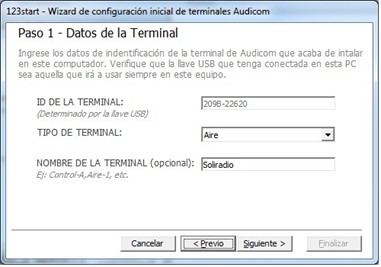 123start - Wizard de configuración inicial de terminales Audicom
Paso 1 - Datos de la Terminal
Ingrese los datos de indentificación de la terminal de Audicom que acaba de intalar
en este computador. Verifique que la llave USB que tenga conectada en esta PC
sea aquella que irá a usar siempre en este equipo.
ID DE LA TERMINAL: 209B-22620
(Determinado por la llave USB)
TIPO DE TERMINAL: Aire
NOMBRE DE LA TERMINAL (opcional): Soliradio
Ej: Control-A,Aire-1, etc.
Cancelar < Previo Siguiente > Finalizar